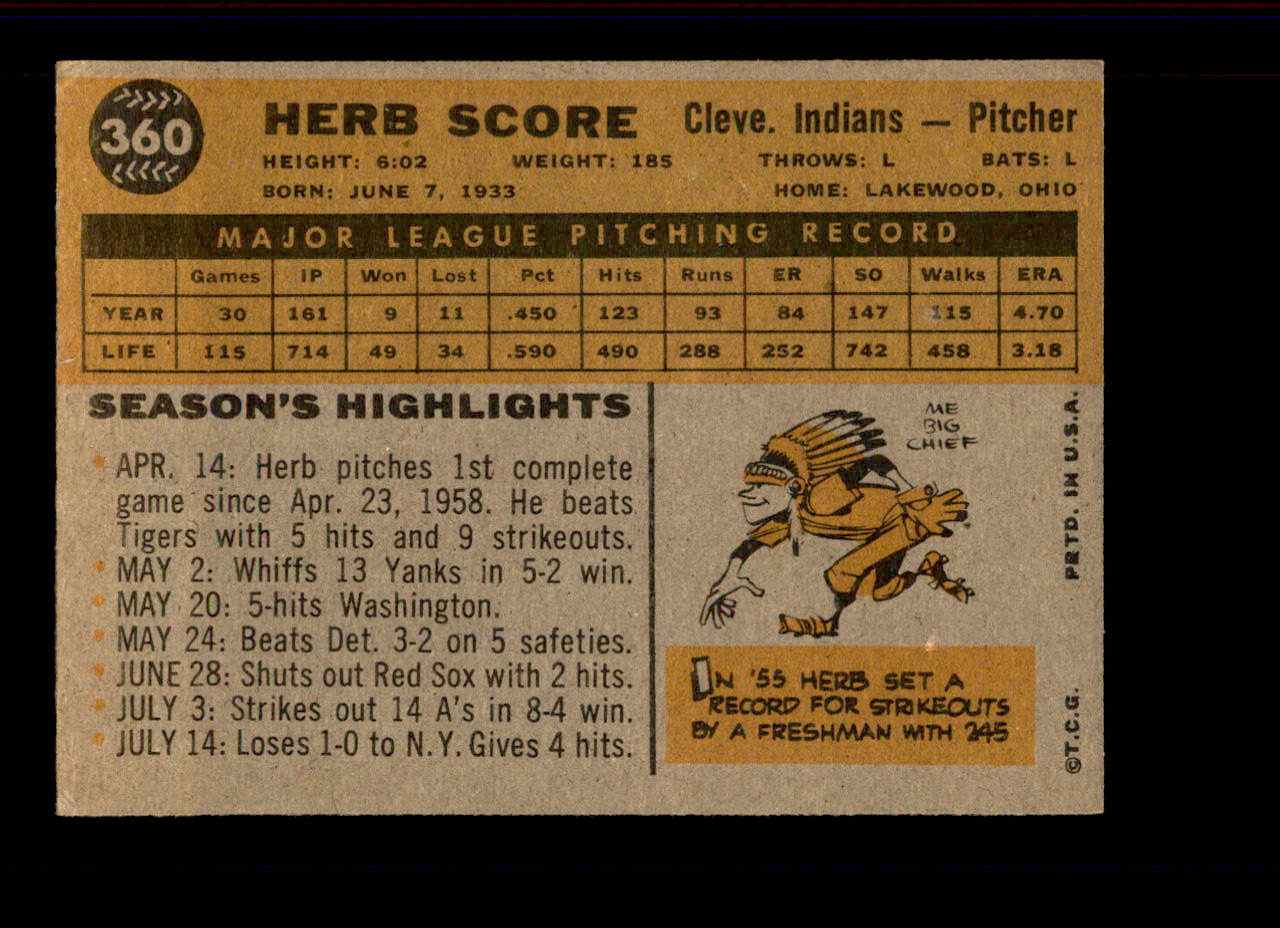 360
HERB SCORE Cleve. Indians — Pitcher
HEIGHT: 6:02 WEIGHT: 185 THROWS: L BATS: L
BORN: JUNE 7, 1933 HOME: LAKEWOOD, OHIO
MAJOR LEAGUE PITCHING RECORD
Games IP Won Lost Pct Hits Runs ER SO Walks ERA
YEAR 30 161 9 11 .450 123 93 84 147 115 4.70
LIFE 115 714 49 34 .590 490 288 252 742 458 3.18
SEASON'S HIGHLIGHTS
APR. 14: Herb pitches 1st complete
game since Apr. 23, 1958. He beats
Tigers with 5 hits and 9 strikeouts.
MAY 2: Whiffs 13 Yanks in 5-2 win.
MAY 20: 5-hits Washington.
MAY 24: Beats Det. 3-2 on 5 safeties.
JUNE 28: Shuts out Red Sox with 2 hits.
JULY 3: Strikes out 14 A's in 8-4 win.
JULY 14: Loses 1-0 to N.Y. Gives 4 hits.
ME
BIG
CHIEF
IN '55 HERB SET A
RECORD FOR STRIKEOUTS
BY A FRESHMAN WITH 245
©T.C.G. PRTD. IN U.S.A.